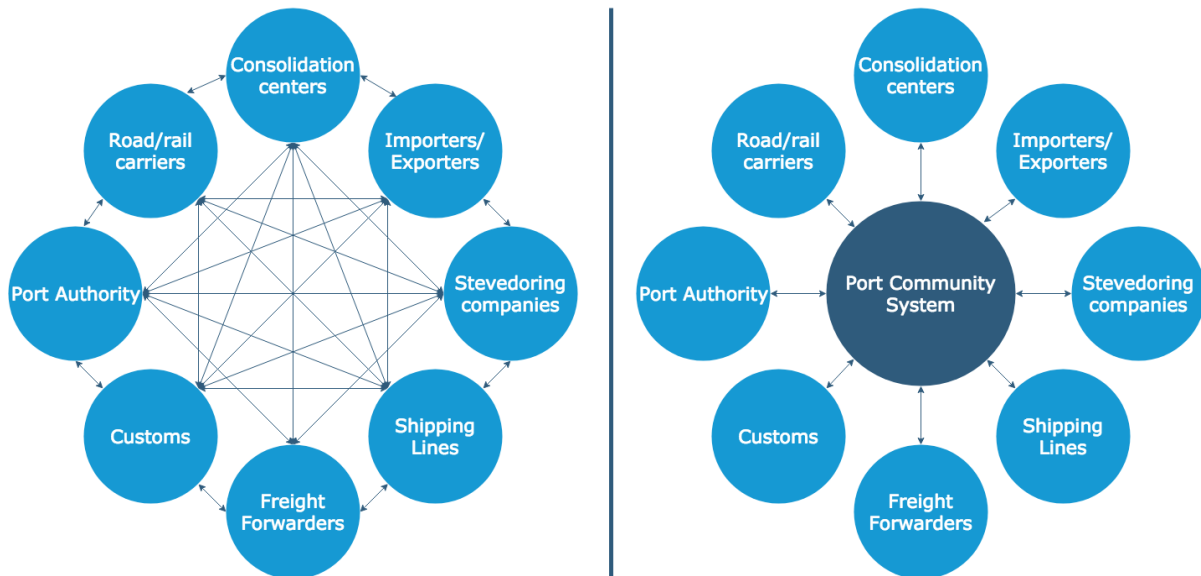 Consolidation
centers
Road/rail
carriers
Importers/
Exporters
Port Authority
Stevedoring
companies
Customs
Shipping
Lines
Freight
Forwarders
Consolidation
centers
Road/rail
carriers
Importers/
Exporters
Port Authority
Port Community
System
Stevedoring
companies
Customs
Shipping
Lines
Freight
Forwarders